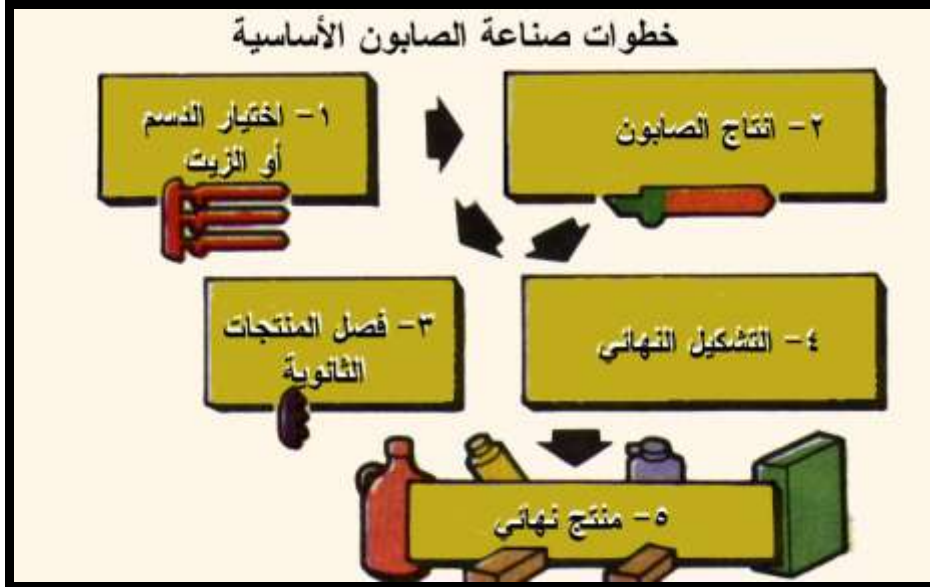 خطوات صناعة الصابون الأساسية
١- اختيار الدسم
أو الزيت
٢- انتاج الصابون
٣- فصل المنتجات
الثانوية
٤- التشكيل النهائي
٥- منتج نهائي